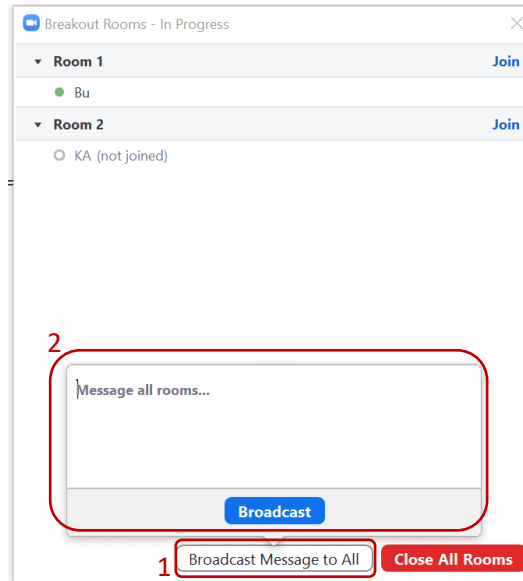 Breakout Rooms - In Progress
Room 1 Join
Bu
Room 2 Join
KA (not joined)
2
Message all rooms...
Broadcast
1 Broadcast Message to All Close All Rooms